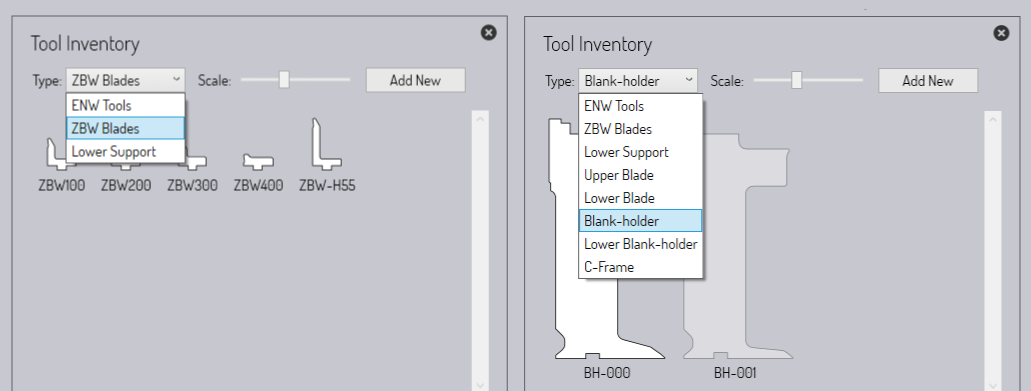 Tool Inventory
Type: ZBW Blades Scale: Add New
ENW Tools
ZBW Blades
Lower Support
ZBW100 ZBW200 ZBW300 ZBW400 ZBW-H55
Tool Inventory
Type: Blank-holder Scale: Add New
ENW Tools
ZBW Blades
Lower Support
Upper Blade
Lower Blade
Blank-holder
Lower Blank-holder
C-Frame
BH-000 BH-001